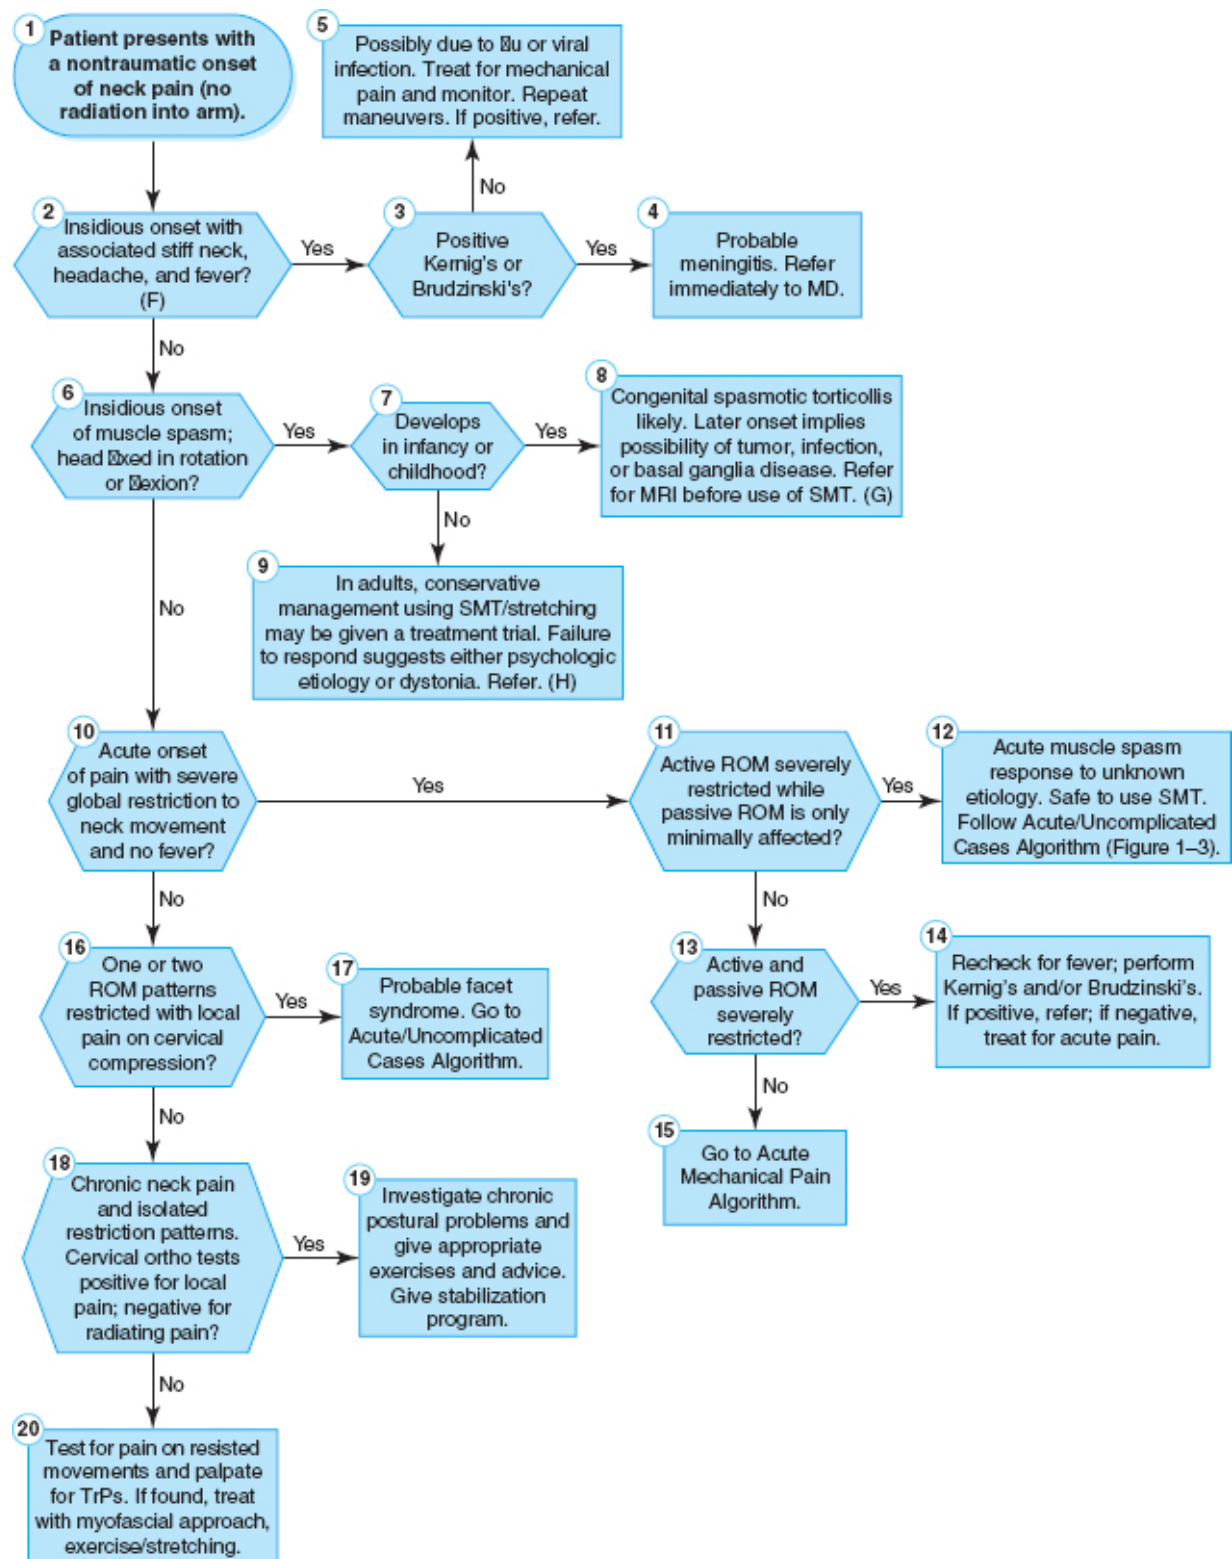 1
Patient presents with
a nontraumatic onset
of neck pain (no
radiation into arm).
5
Possibly due to �u or viral
infection. Treat for mechanical
pain and monitor. Repeat
maneuvers. If positive, refer.
No
2
Insidious onset with
associated stiff neck,
headache, and fever?
(F)
Yes
3
Positive
Kernig's or
Brudzinski's?
Yes
4
Probable
meningitis. Refer
immediately to MD.
No
6
Insidious onset
of muscle spasm;
head �xed in rotation
or �exion?
Yes
7
Develops
in infancy or
childhood?
Yes
8
Congenital spasmotic torticollis
likely. Later onset implies
possibility of tumor, infection,
or basal ganglia disease. Refer
for MRI before use of SMT. (G)
No
9
In adults, conservative
management using SMT/stretching
may be given a treatment trial. Failure
to respond suggests either psychologic
etiology or dystonia. Refer. (H)
No
10
Acute onset
of pain with severe
global restriction to
neck movement
and no fever?
Yes
11
Active ROM severely
restricted while
passive ROM is only
minimally affected?
Yes
12
Acute muscle spasm
response to unknown
etiology. Safe to use SMT.
Follow Acute/Uncomplicated
Cases Algorithm (Figure 1–3).
No
No
16
One or two
ROM patterns
restricted with local
pain on cervical
compression?
Yes
17
Probable facet
syndrome. Go to
Acute/Uncomplicated
Cases Algorithm.
13
Active and
passive ROM
severely
restricted?
Yes
14
Recheck for fever; perform
Kernig's and/or Brudzinski's.
If positive, refer; if negative,
treat for acute pain.
No
No
15
Go to Acute
Mechanical Pain
Algorithm.
18
Chronic neck pain
and isolated
restriction patterns.
Cervical ortho tests
positive for local
pain; negative for
radiating pain?
Yes
19
Investigate chronic
postural problems and
give appropriate
exercises and advice.
Give stabilization
program.
No
20
Test for pain on resisted
movements and palpate
for TrPs. If found, treat
with myofascial approach,
exercise/stretching.